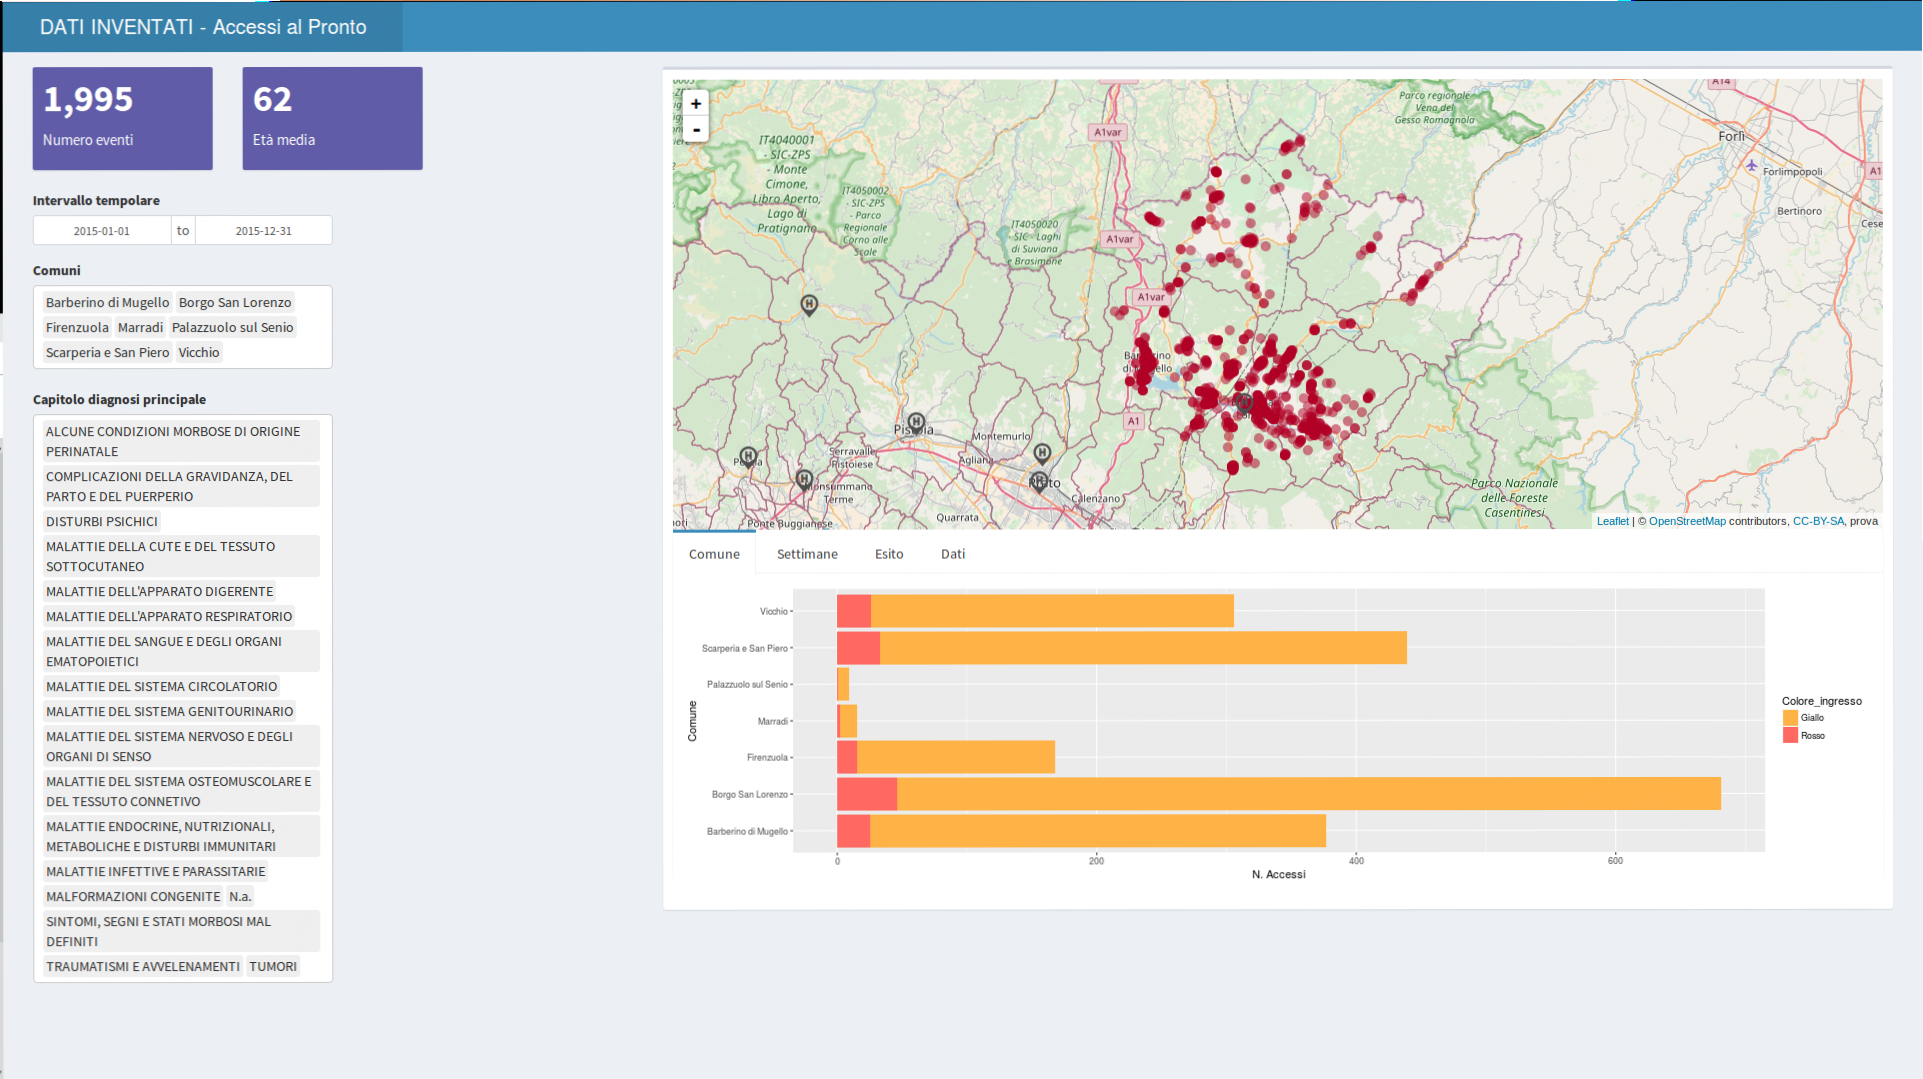 DATI INVENTATI - Accessi al Pronto
1,995
Numero eventi
62
Età media
Intervallo tempolare
2015-01-01 to 2015-12-31
Comuni
Barberino di Mugello Borgo San Lorenzo
Firenzuola Marradi Palazzuolo sul Senio
Scarperia e San Piero Vicchio
Capitolo diagnosi principale
ALCUNE CONDIZIONI MORBOSE DI ORIGINE
PERINATALE
COMPLICAZIONI DELLA GRAVIDANZA, DEL
PARTO E DEL PUERPERIO
DISTURBI PSICHICI
MALATTIE DELLA CUTE E DEL TESSUTO
SOTTOCUTANEO
MALATTIE DELL'APPARATO DIGERENTE
MALATTIE DELL'APPARATO RESPIRATORIO
MALATTIE DEL SANGUE E DEGLI ORGANI
EMATOPOIETICI
MALATTIE DEL SISTEMA CIRCOLATORIO
MALATTIE DEL SISTEMA GENITOURINARIO
MALATTIE DEL SISTEMA NERVOSO E DEGLI
ORGANI DI SENSO
MALATTIE DEL SISTEMA OSTEOMUSCOLARE E
DEL TESSUTO CONNETIVO
MALATTIE ENDOCRINE, NUTRIZIONALI,
METABOLICHE E DISTURBI IMMUNITARI
MALATTIE INFETTIVE E PARASSITARIE
MALFORMAZIONI CONGENITE N.a.
SINTOMI, SEGNI E STATI MORBOSI MAL
DEFINITI
TRAUMATISMI E AVVELENAMENTI TUMORI
+
-
IT4040001
- SIC-ZPS
- Monte
Cimone,
Libro Aperto,
Lago di
Pratignano
IT4050002
- SIC-ZPS
- Parco
Regionale
Corno alle
Scale
IT4050020
- SIC - Laghi
di Suviana
e Brasimone
A1var
A1var
A1var
A1
Parco regionale
Vena del
Gesso Romagnola
A14
Forlì
Forlimpopoli
Bertinoro
Cese
A1
H
H
H
H
H
H
H
Montemurlo
Agliana
Serravalle
Pistoiese
Monsummano
Terme
Ponte Buggianese
Quarrata
Calenzano
Parco Nazionale
delle Foreste
Casentinesi
Leaflet | © OpenStreetMap contributors, CC-BY-SA, prova
Comune Settimane Esito Dati
Comune
Vicchio
Scarperia e San Piero
Palazzuolo sul Senio
Marradi
Firenzuola
Borgo San Lorenzo
Barberino di Mugello
0 200 400 600
N. Accessi
Colore_ingresso
Giallo
Rosso